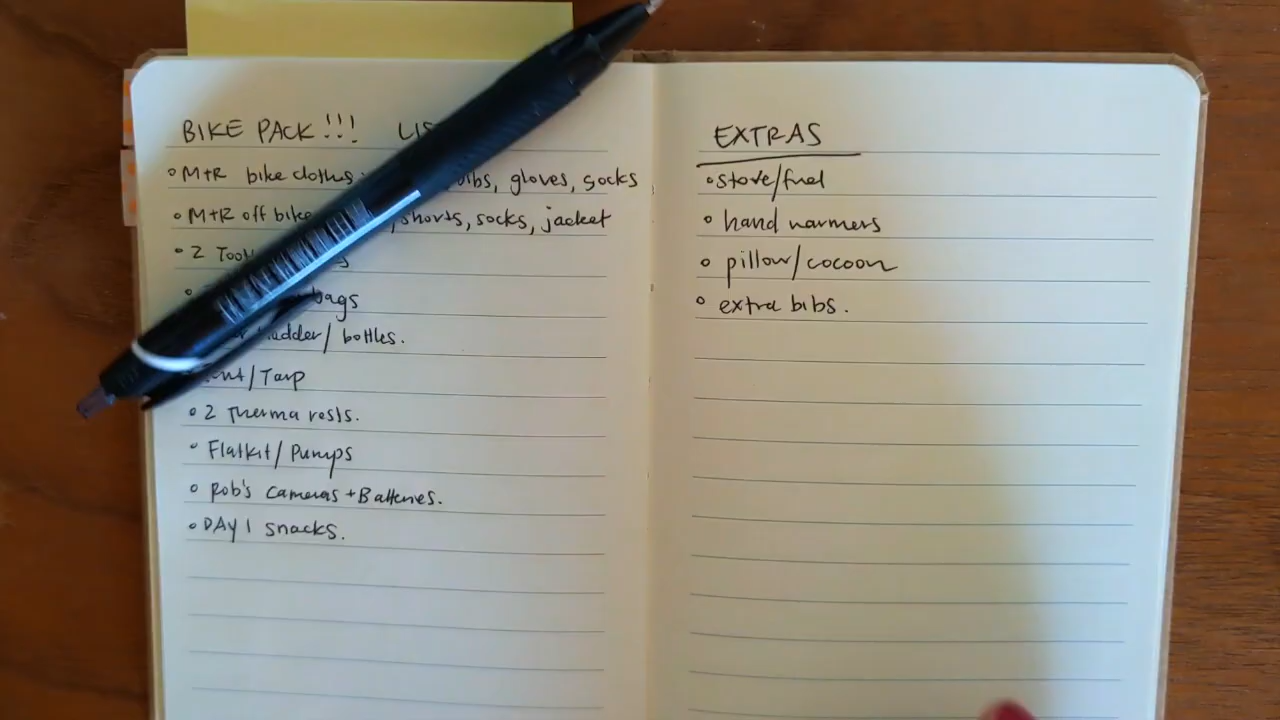 BIKE PACK!!!
◦ M+R bike clothes bibs, gloves, socks
◦ M+R off bike shorts, socks, jacket
◦ 2
bags
/ bottles.
/Tarp
◦ 2 Therma rests.
◦ Flatkit/Pumps
◦ Rob's cameras + Batteries.
◦ DAY 1 snacks.
EXTRAS
◦ stove/fuel
◦ hand warmers
◦ pillow/cocoon
◦ extra bibs.